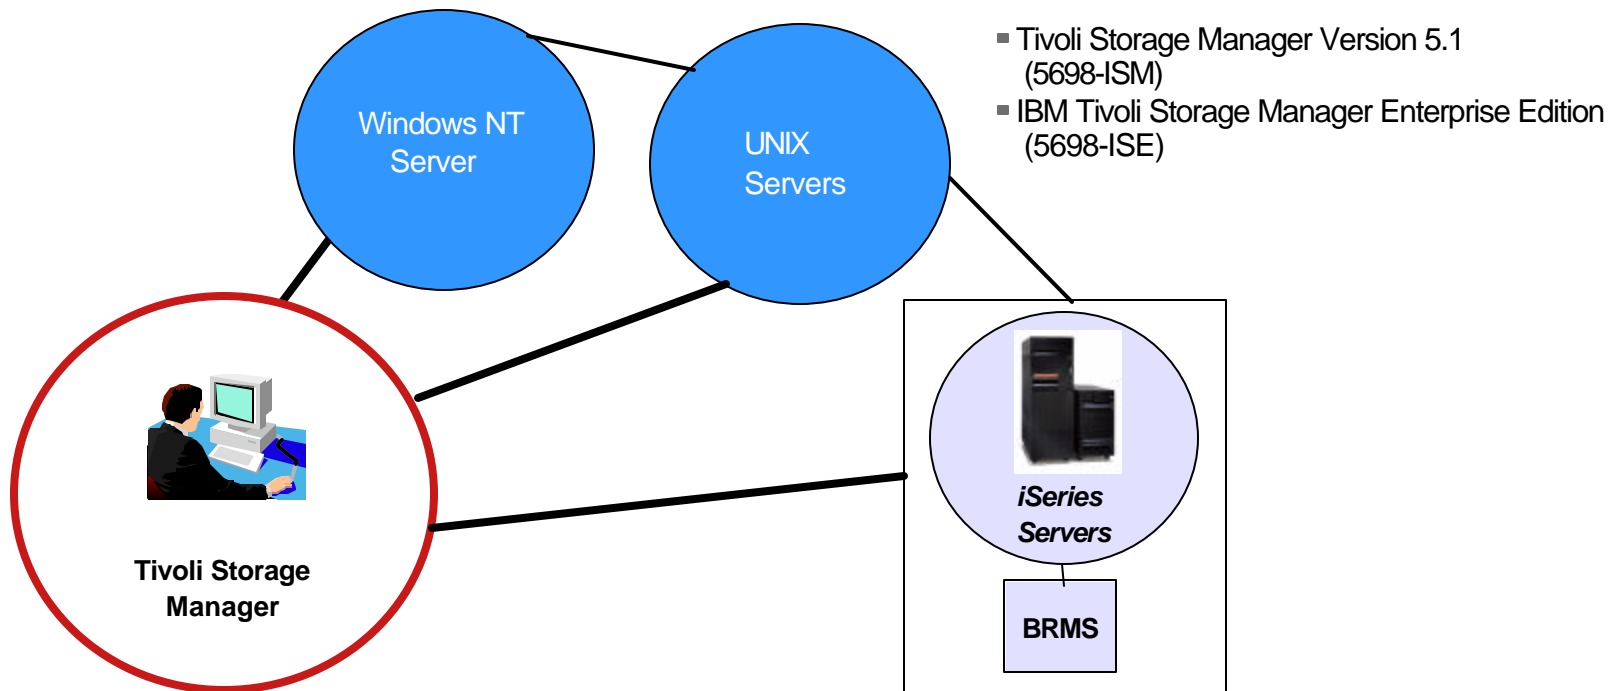 Tivoli Storage Manager Version 5.1
(5698-ISM)
IBM Tivoli Storage Manager Enterprise Edition
(5698-ISE)
Windows NT
Server
UNIX
Servers
iSeries
Servers
BRMS
Tivoli Storage
Manager